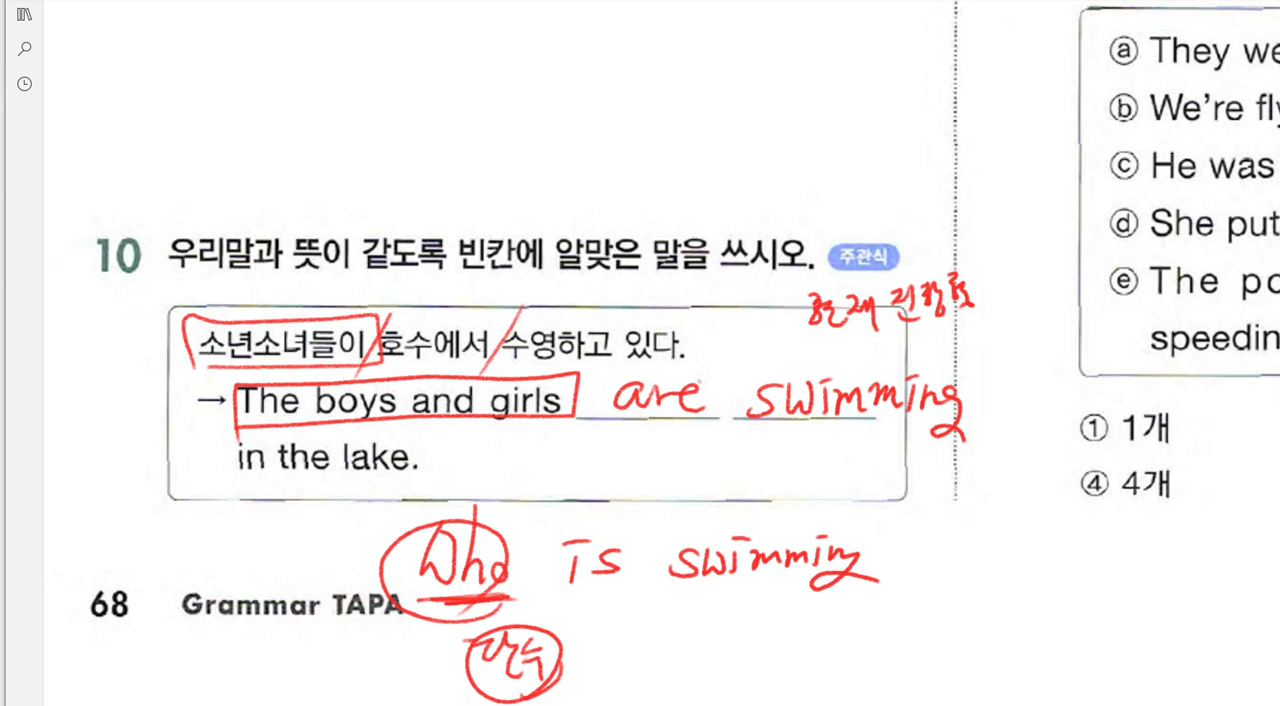 10 우리말과 뜻이 같도록 빈칸에 알맞은 말을 쓰시오. 주관식
현재 진행형
소년소녀들이 / 호수에서 / 수영하고 있다.
→ The boys and girls are swimming
in the lake.
Who is swimming
단수
68 Grammar TAPA
ⓐ They we
ⓑ We're fly
ⓒ He was
ⓓ She put
ⓔ The po
speedin
① 1개
④ 4개